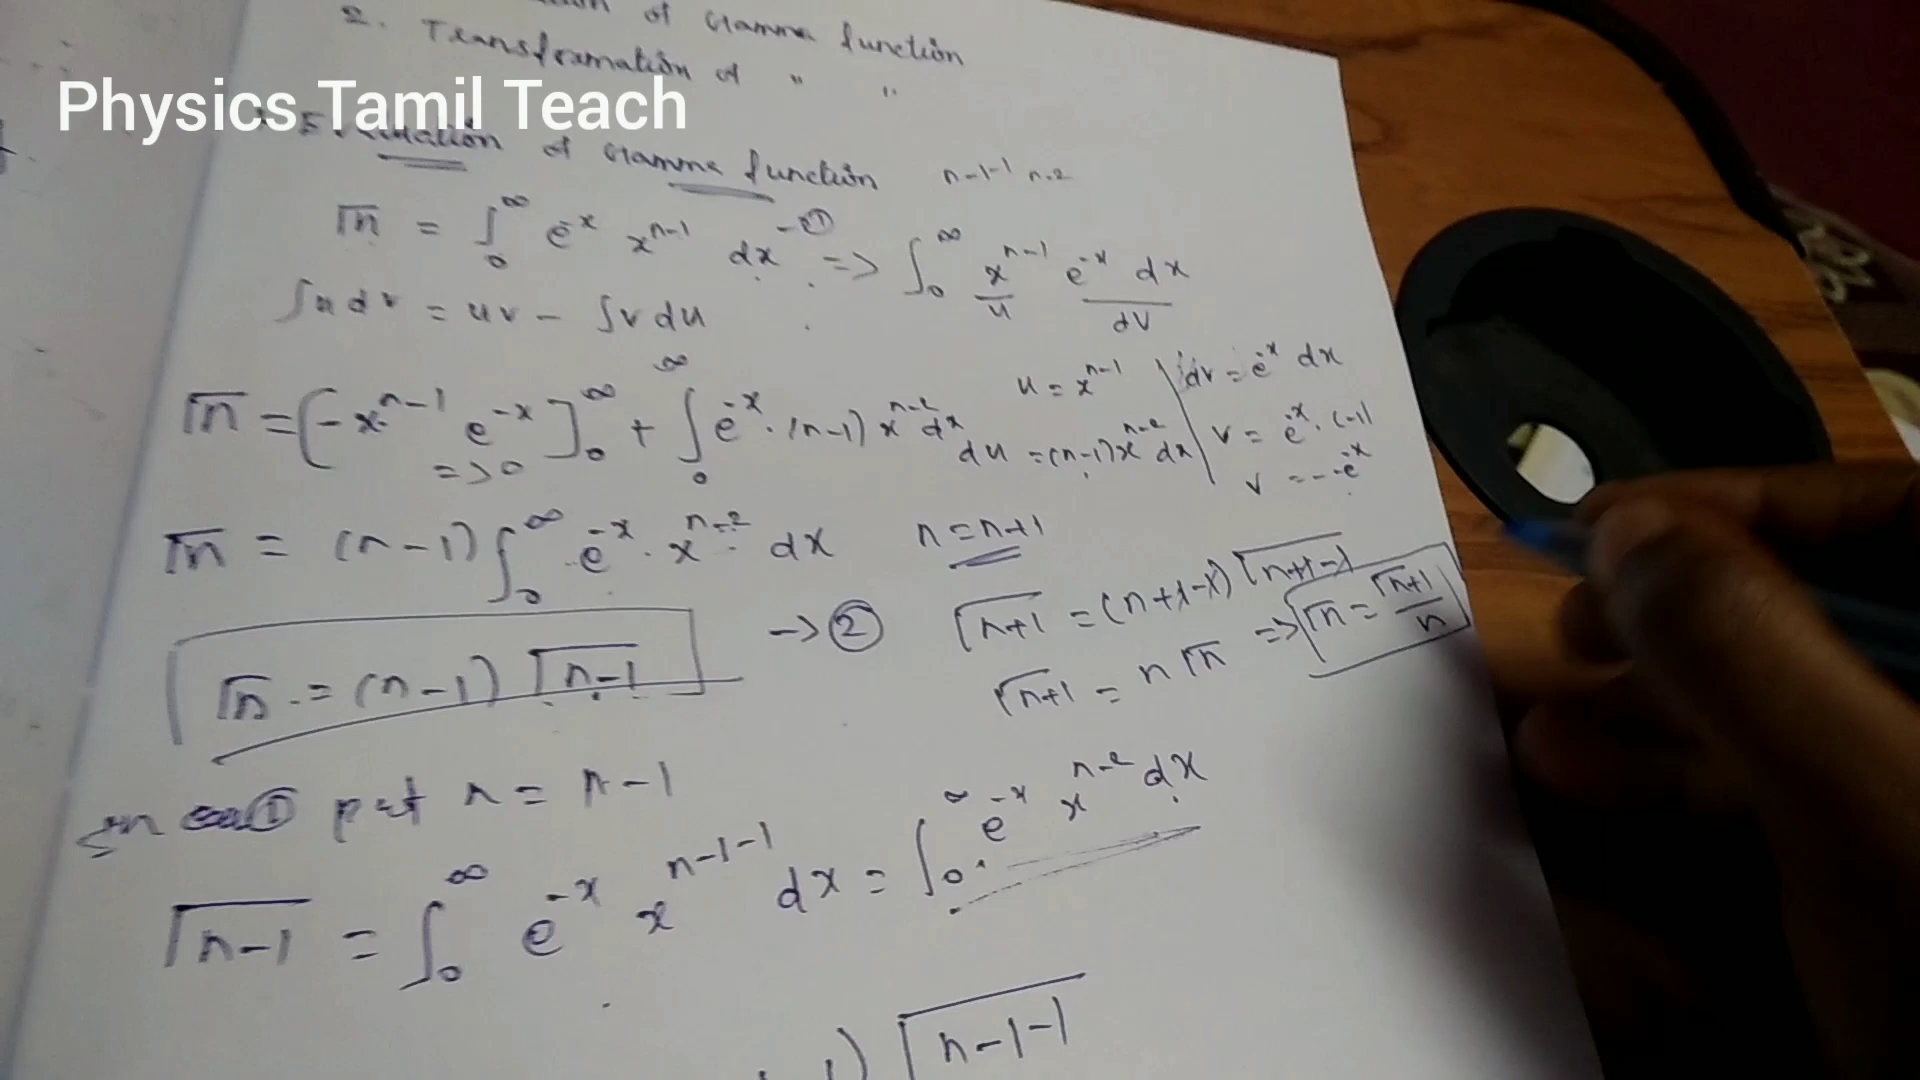 of Gamma function
2. Transformation of " "
Physics Tamil Teach
of Gamma function n-1-1 n-2
Γn = ∫₀^∞ e^-x x^n-1 dx -① => ∫₀^∞ x^n-1 e^-x dx
u dv
∫u dv = uv - ∫v du
u = x^n-1 dv = e^-x dx
Γn = [-x^n-1 e^-x]₀^∞ + ∫₀^∞ e^-x . (n-1) x^n-2 dx du = (n-1)x^n-2 dx v = e^-x . (-1)
=> 0 v = - e^-x
Γn = (n-1) ∫₀^∞ e^-x . x^n-2 dx n = n+1
Γn = (n-1) Γn-1 -> ② Γn+1 = (n+1-1) Γn+1-1
Γn+1 = n Γn => Γn = Γn+1/n
In ① put n = n-1
Γn-1 = ∫₀^∞ e^-x x^n-1-1 dx = ∫₀^∞ e^-x x^n-2 dx
1) Γn-1-1